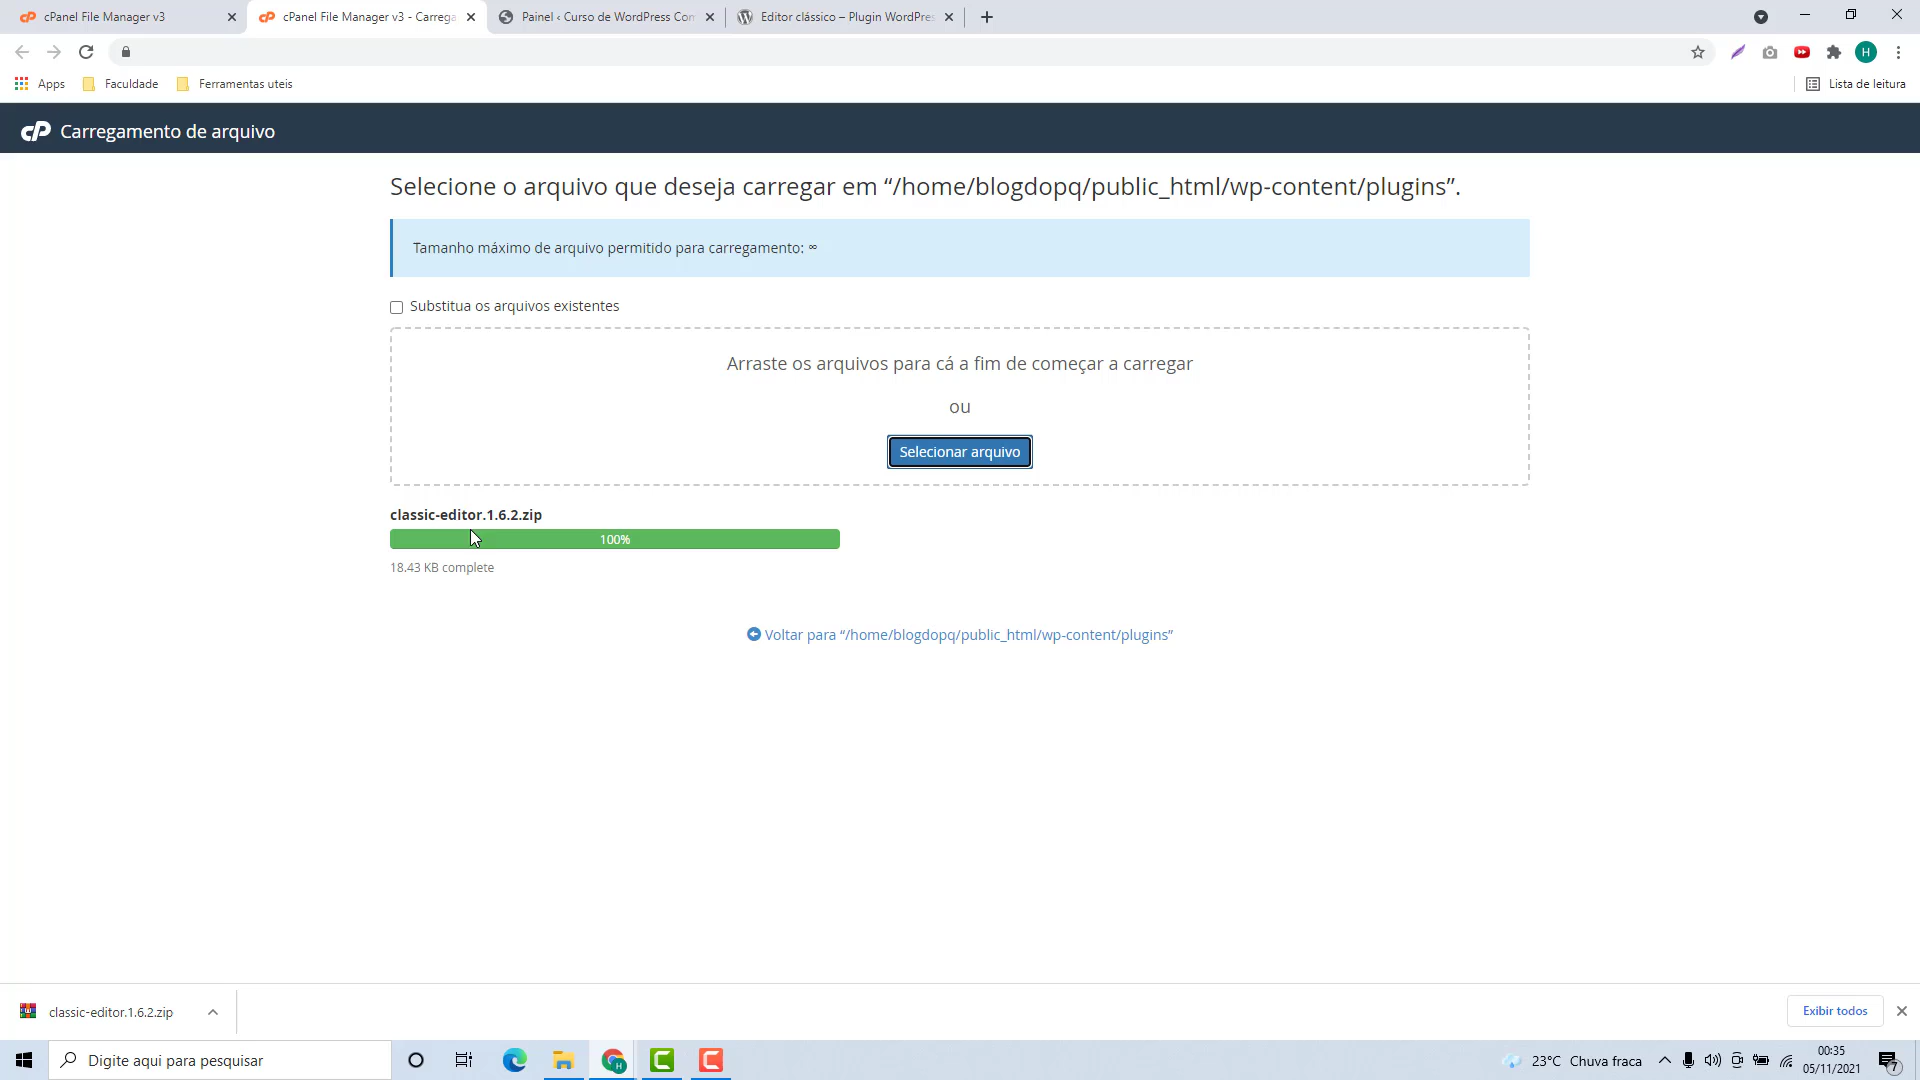 cPanel File Manager v3
cPanel File Manager v3 - Carrega
Painel ‹ Curso de WordPress Com
Editor clássico – Plugin WordPres
H
Apps
Faculdade
Ferramentas uteis
Lista de leitura
cP Carregamento de arquivo
Selecione o arquivo que deseja carregar em “/home/blogdopq/public_html/wp-content/plugins”.
Tamanho máximo de arquivo permitido para carregamento: ∞
Substitua os arquivos existentes
Arraste os arquivos para cá a fim de começar a carregar
ou
Selecionar arquivo
classic-editor.1.6.2.zip
100%
18.43 KB complete
Voltar para “/home/blogdopq/public_html/wp-content/plugins”
classic-editor.1.6.2.zip
Exibir todos
Digite aqui para pesquisar
23°C Chuva fraca
00:35
05/11/2021
7